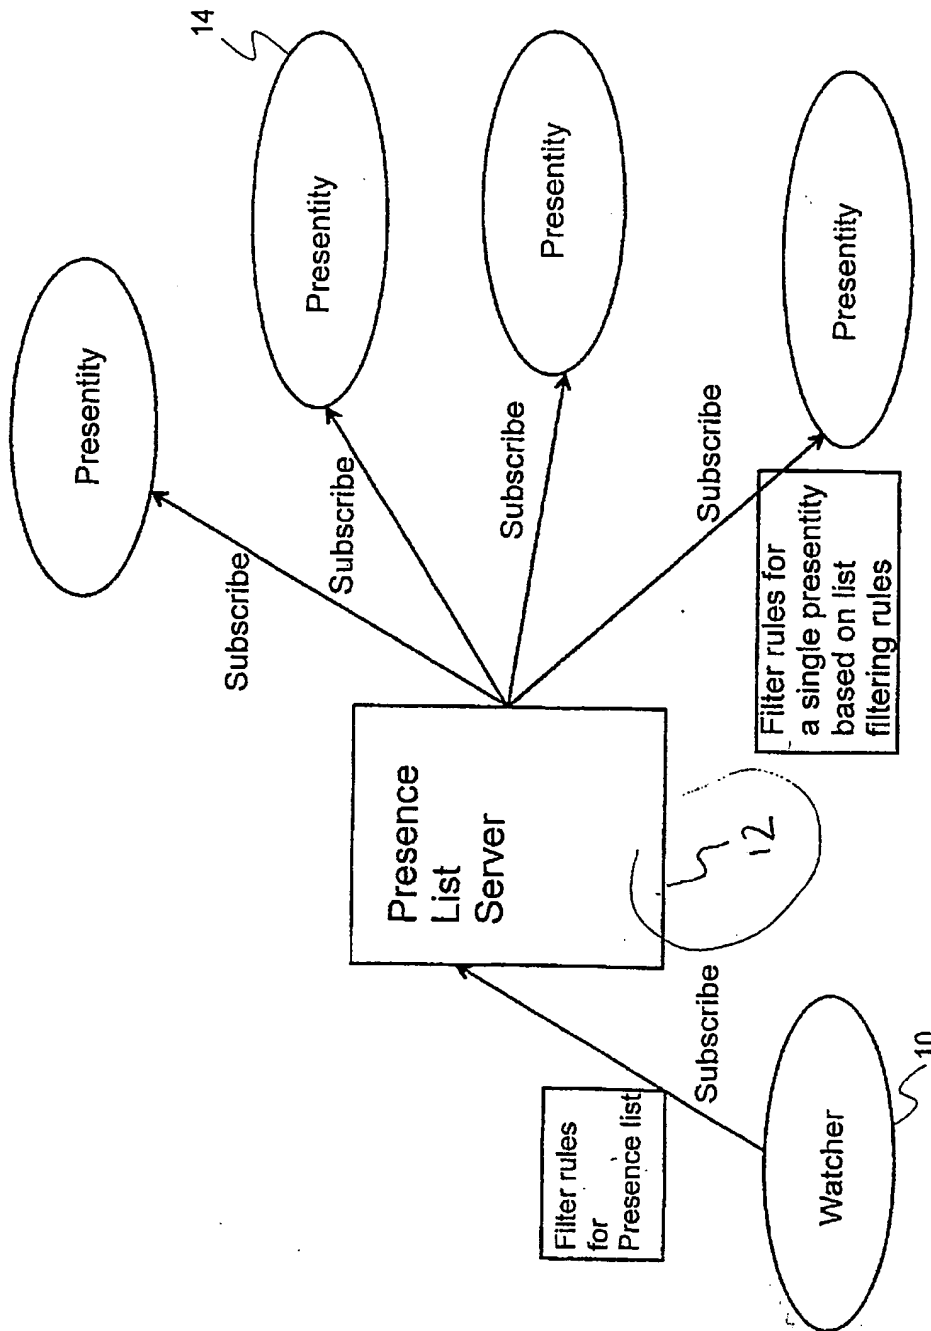 Presentity
14
Presentity
Presentity
Presentity
Subscribe
Subscribe
Subscribe
Subscribe
Filter rules for
a single presentity
based on list
filtering rules
Presence
List
Server
12
Subscribe
Filter rules
for
Presence list
Watcher
10